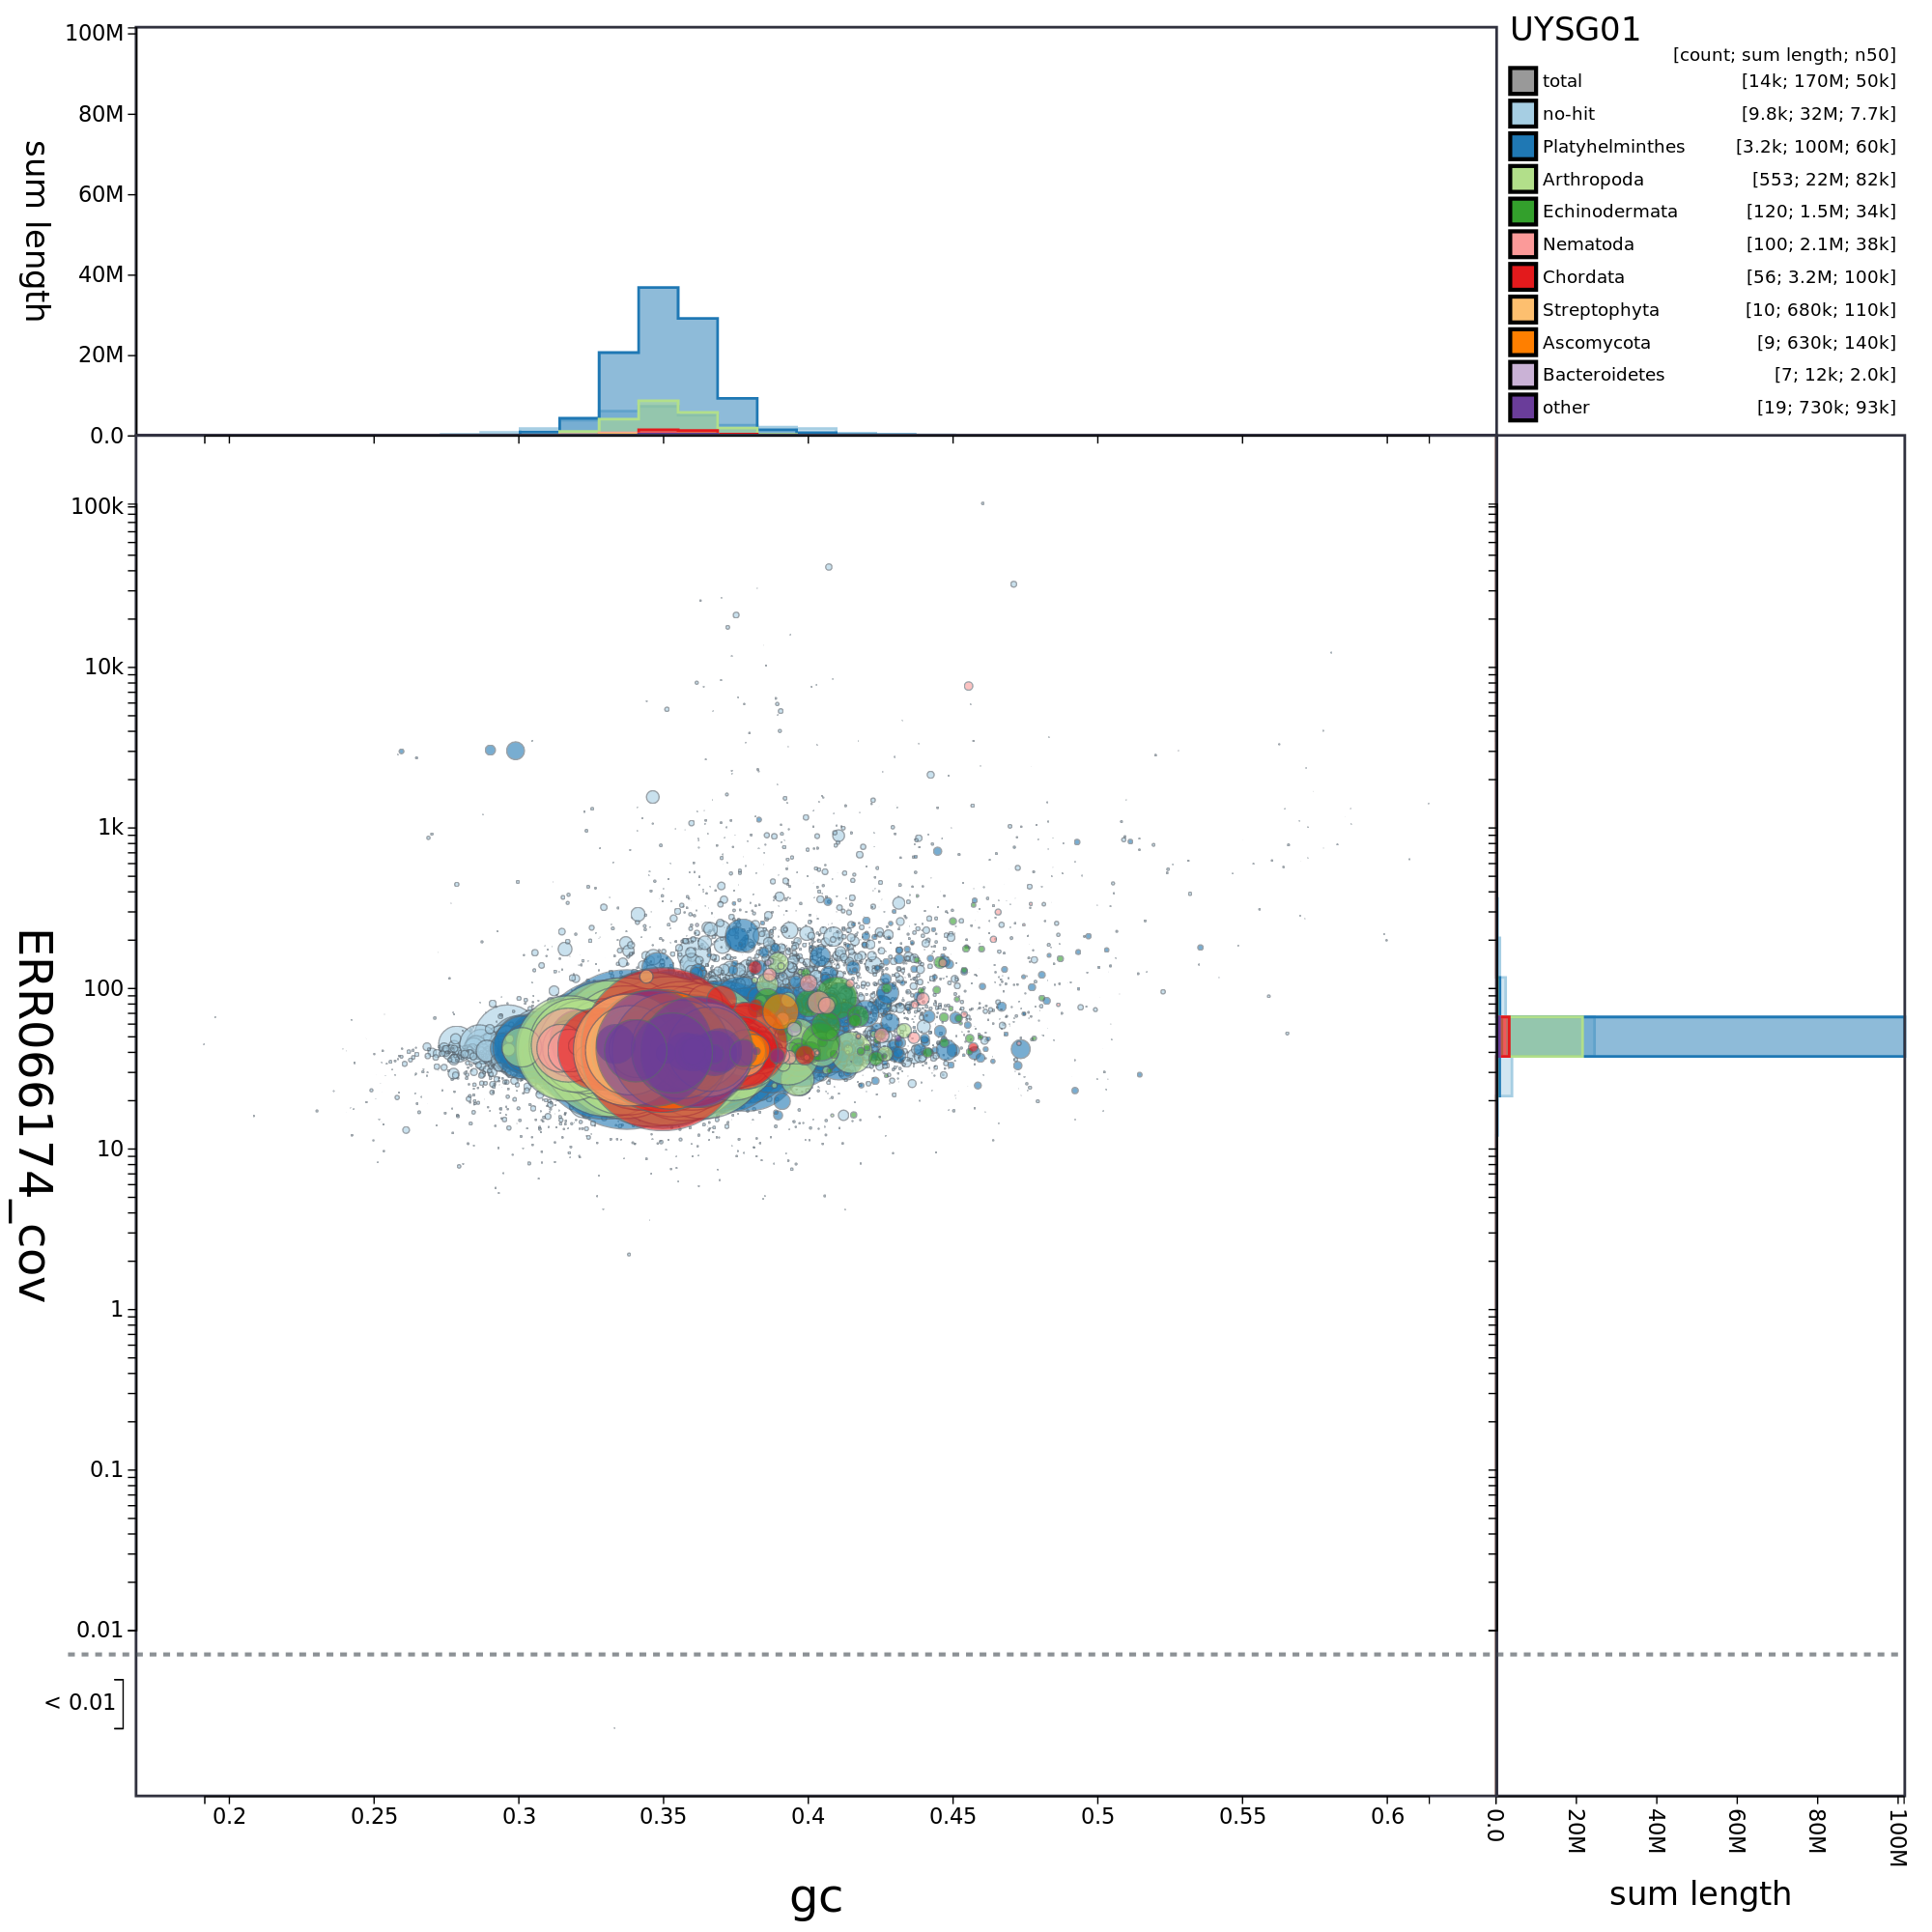 100M
80M
60M
40M
20M
0.0
sum length
UYSG01
[count; sum length; n50]
total [14k; 170M; 50k]
no-hit [9.8k; 32M; 7.7k]
Platyhelminthes [3.2k; 100M; 60k]
Arthropoda [553; 22M; 82k]
Echinodermata [120; 1.5M; 34k]
Nematoda [100; 2.1M; 38k]
Chordata [56; 3.2M; 100k]
Streptophyta [10; 680k; 110k]
Ascomycota [9; 630k; 140k]
Bacteroidetes [7; 12k; 2.0k]
other [19; 730k; 93k]
100k
10k
1k
100
10
1
0.1
0.01
< 0.01
ERR066174_cov
0.2 0.25 0.3 0.35 0.4 0.45 0.5 0.55 0.6
gc
0.0 20M 40M 60M 80M 100M
sum length